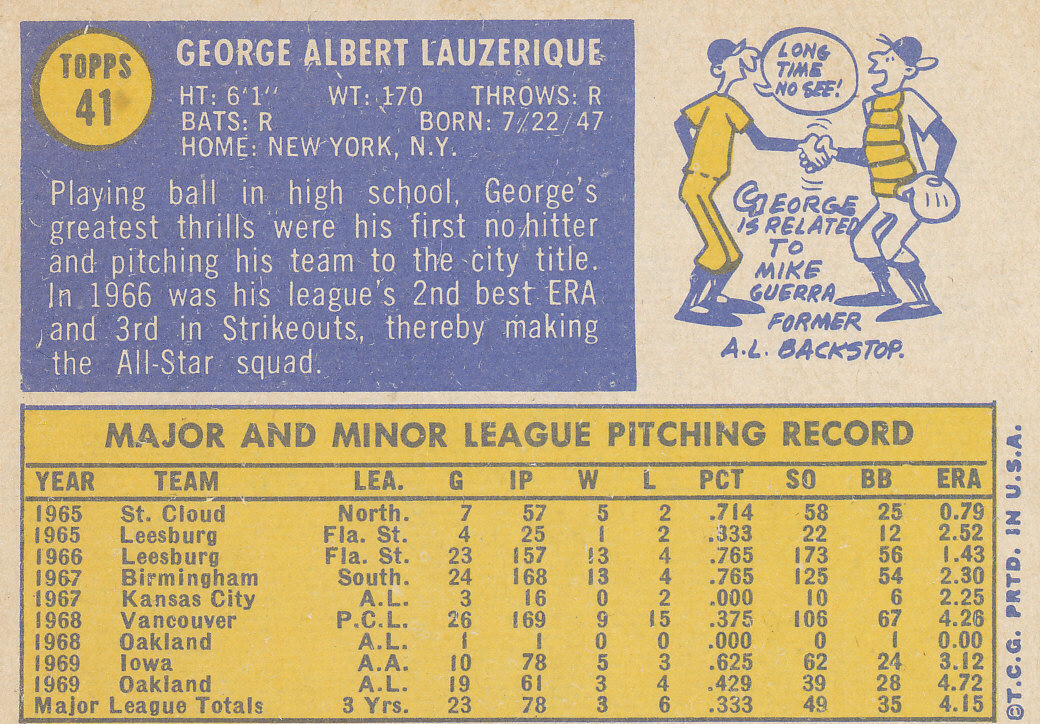 TOPPS
41
GEORGE ALBERT LAUZERIQUE
HT: 6'1" WT: 170 THROWS: R
BATS: R BORN: 7/22/47
HOME: NEW YORK, N.Y.
Playing ball in high school, George's
greatest thrills were his first no-hitter
and pitching his team to the city title.
In 1966 was his league's 2nd best ERA
and 3rd in Strikeouts, thereby making
the All-Star squad.
LONG
TIME
NO SEE!
GEORGE
IS RELATED
TO
MIKE
GUERRA
FORMER
A.L. BACKSTOP.
MAJOR AND MINOR LEAGUE PITCHING RECORD
YEAR TEAM LEA. G IP W L PCT SO BB ERA
1965 St. Cloud North. 7 57 5 2 .714 58 25 0.79
1965 Leesburg Fla. St. 4 25 1 2 .333 22 12 2.52
1966 Leesburg Fla. St. 23 157 13 4 .765 173 56 1.43
1967 Birmingham South. 24 168 13 4 .765 125 54 2.30
1967 Kansas City A.L. 3 16 0 2 .000 10 6 2.25
1968 Vancouver P.C.L. 26 169 9 15 .375 106 67 4.26
1968 Oakland A.L. 1 1 0 0 .000 0 1 0.00
1969 Iowa A.A. 10 78 5 3 .625 62 24 3.12
1969 Oakland A.L. 19 61 3 4 .429 39 28 4.72
Major League Totals 3 Yrs. 23 78 3 6 .333 49 35 4.15
©T.C.G. PRTD. IN U.S.A.